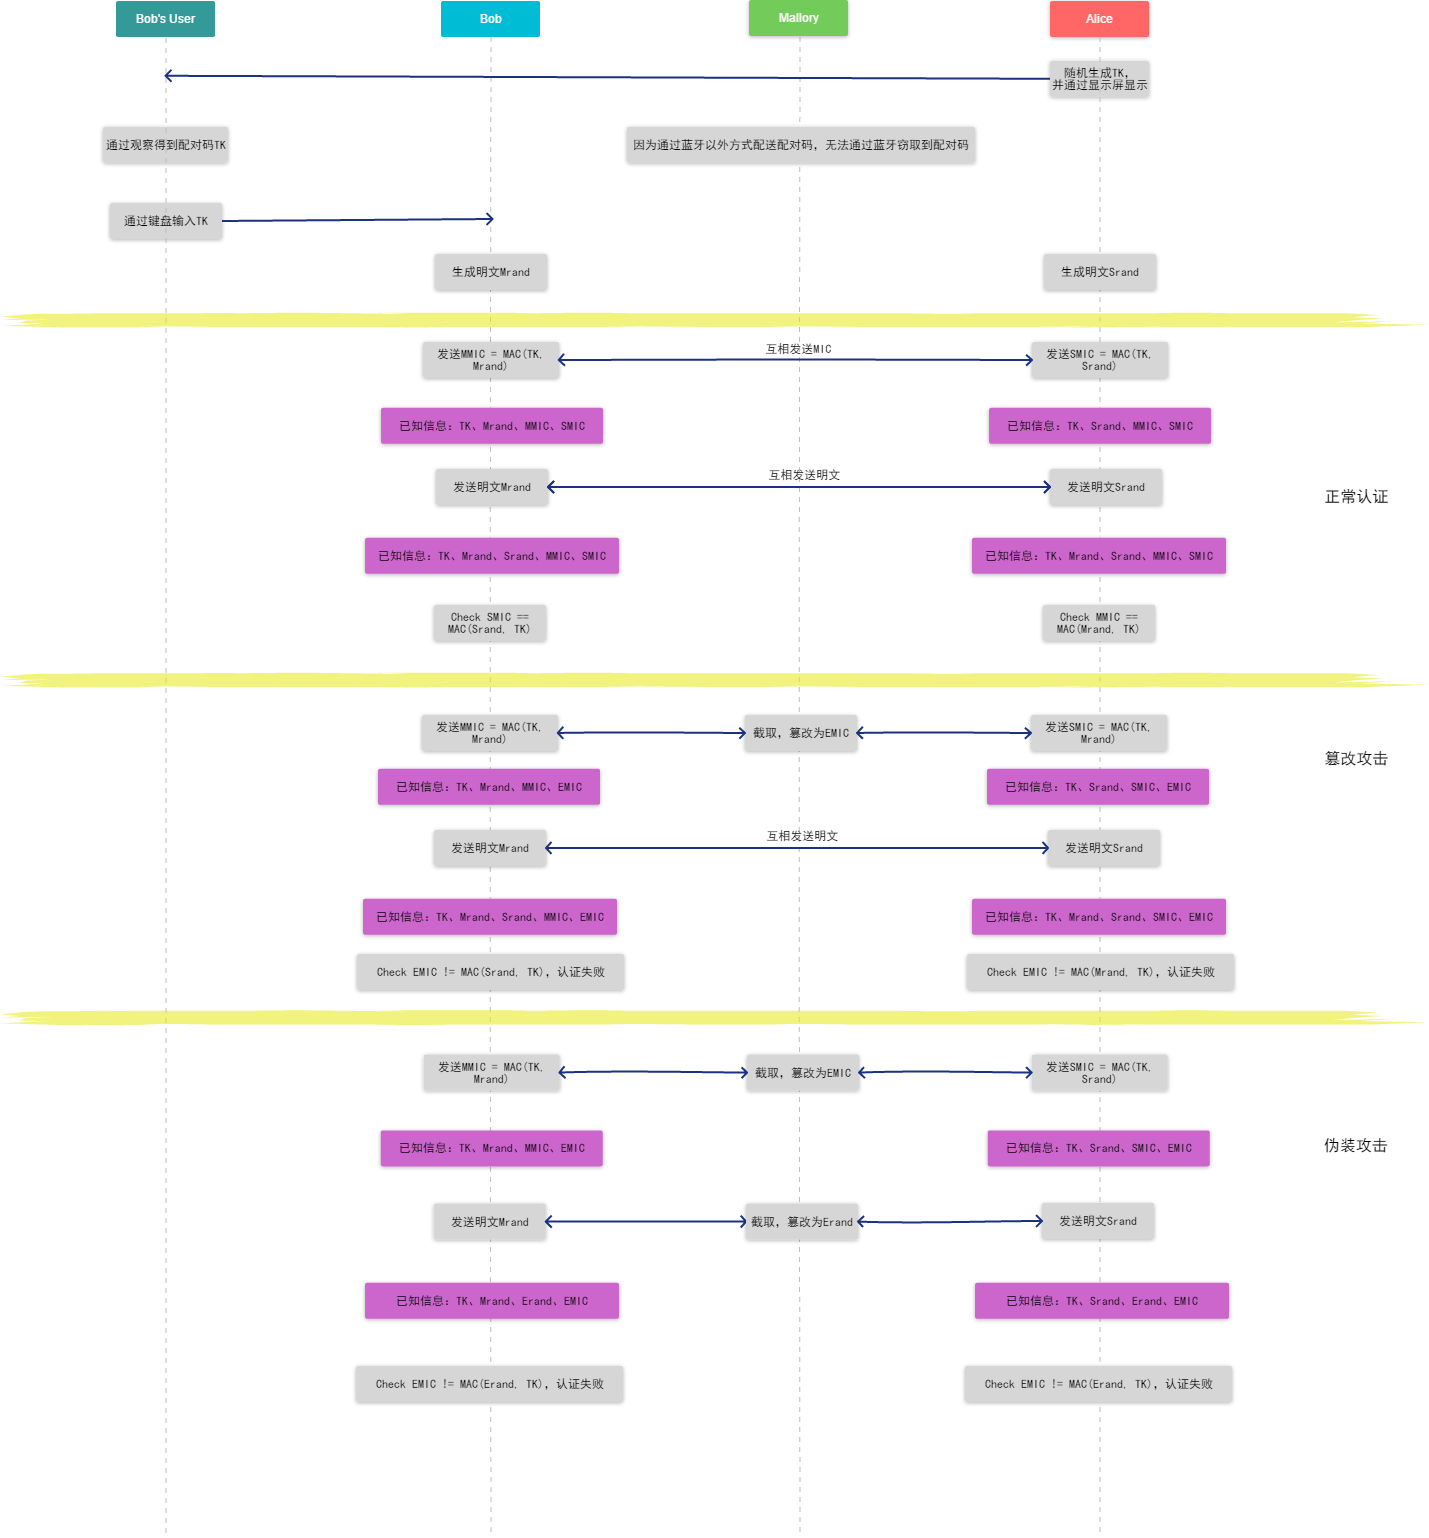 Bob's User
Bob
Mallory
Alice
随机生成TK,
并通过显示屏显示
通过观察得到配对码TK
因为通过蓝牙以外方式配送配对码，无法通过蓝牙窃取到配对码
通过键盘输入TK
生成明文Mrand
生成明文Srand
发送MMIC = MAC(TK,
Mrand)
互相发送MIC
发送SMIC = MAC(TK,
Srand)
已知信息：TK、Mrand、MMIC、SMIC
已知信息：TK、Srand、MMIC、SMIC
发送明文Mrand
互相发送明文
发送明文Srand
正常认证
已知信息：TK、Mrand、Srand、MMIC、SMIC
已知信息：TK、Mrand、Srand、MMIC、SMIC
Check SMIC ==
MAC(Srand, TK)
Check MMIC ==
MAC(Mrand, TK)
发送MMIC = MAC(TK,
Mrand)
截取，篡改为EMIC
发送SMIC = MAC(TK,
Mrand)
篡改攻击
已知信息：TK、Mrand、MMIC、EMIC
已知信息：TK、Srand、SMIC、EMIC
发送明文Mrand
互相发送明文
发送明文Srand
已知信息：TK、Mrand、Srand、MMIC、EMIC
已知信息：TK、Mrand、Srand、SMIC、EMIC
Check EMIC != MAC(Srand, TK)，认证失败
Check EMIC != MAC(Mrand, TK)，认证失败
发送MMIC = MAC(TK,
Mrand)
截取，篡改为EMIC
发送SMIC = MAC(TK,
Srand)
已知信息：TK、Mrand、MMIC、EMIC
已知信息：TK、Srand、SMIC、EMIC
伪装攻击
发送明文Mrand
截取，篡改为Erand
发送明文Srand
已知信息：TK、Mrand、Erand、EMIC
已知信息：TK、Srand、Erand、EMIC
Check EMIC != MAC(Erand, TK)，认证失败
Check EMIC != MAC(Erand, TK)，认证失败